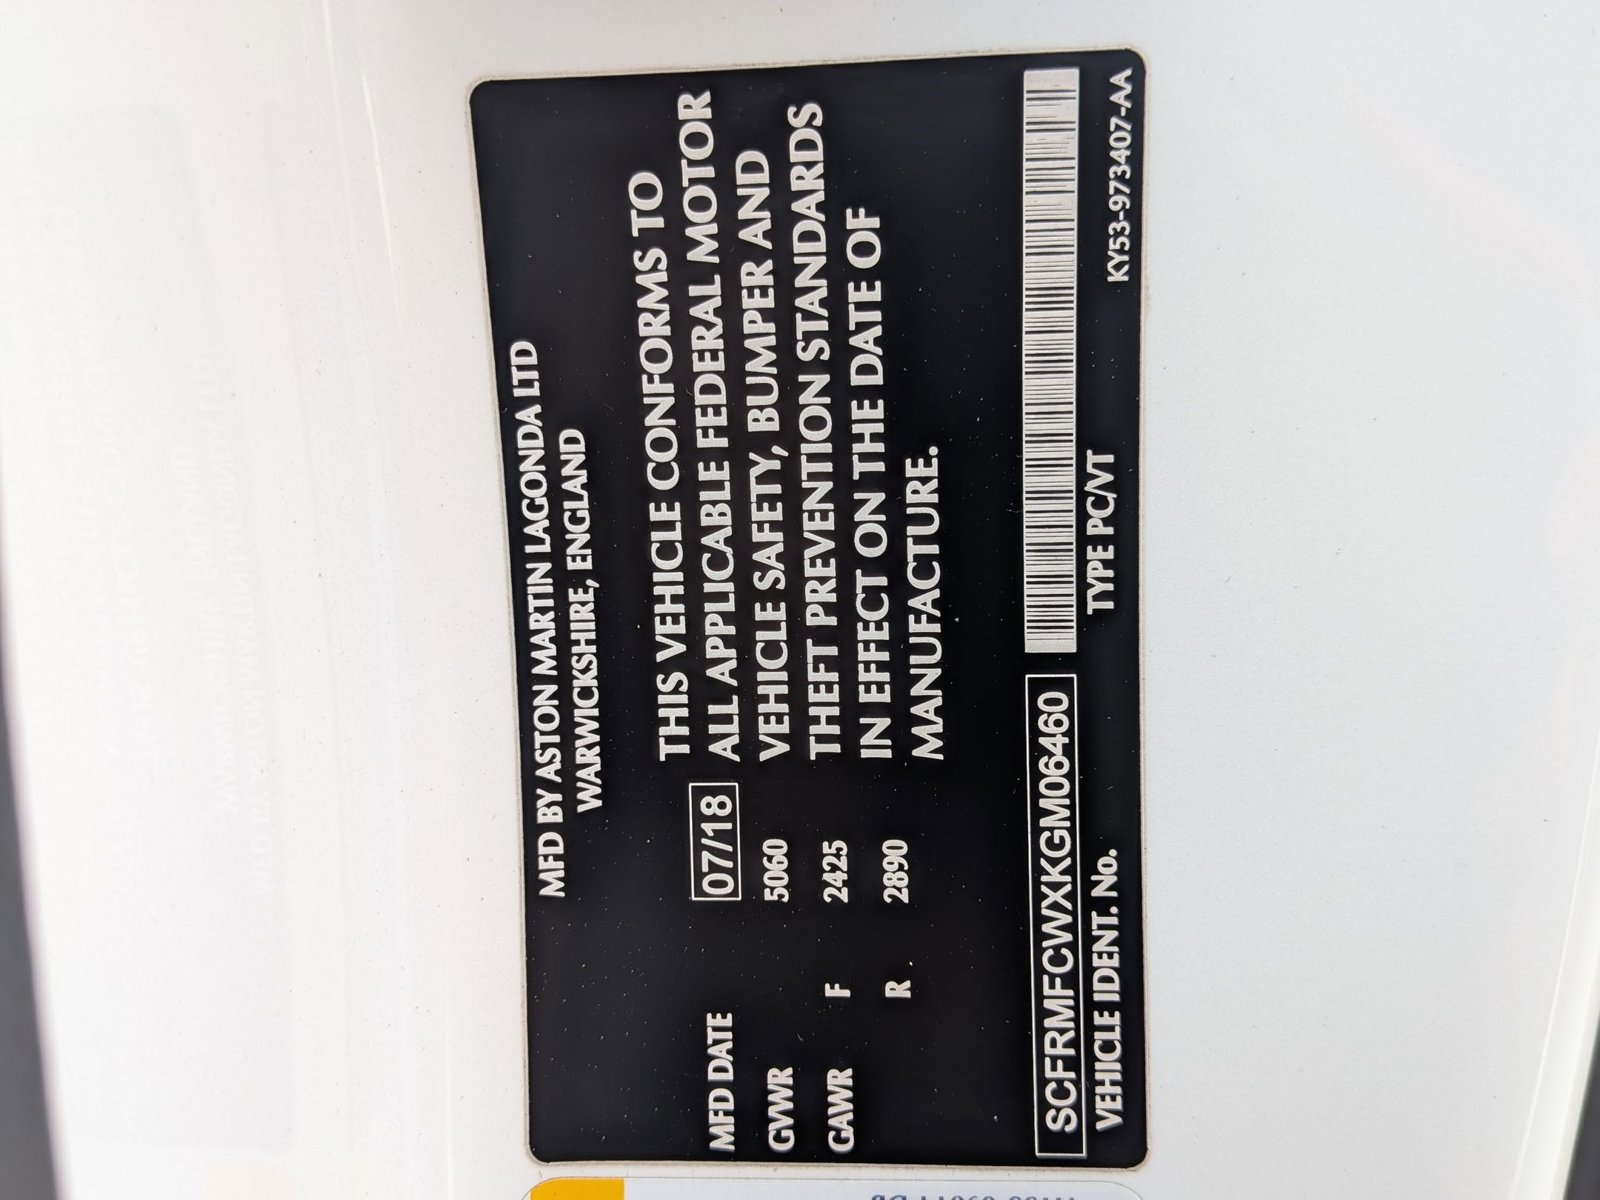 MFD BY ASTON MARTIN LAGONDA LTD
WARWICKSHIRE, ENGLAND
MFD DATE 07/18
GVWR 5060
GAWR F 2425
R 2890
THIS VEHICLE CONFORMS TO
ALL APPLICABLE FEDERAL MOTOR
VEHICLE SAFETY, BUMPER AND
THEFT PREVENTION STANDARDS
IN EFFECT ON THE DATE OF
MANUFACTURE.
SCFRMFCWXKGM06460
VEHICLE IDENT. No. TYPE PC/VT KY53-973407-AA